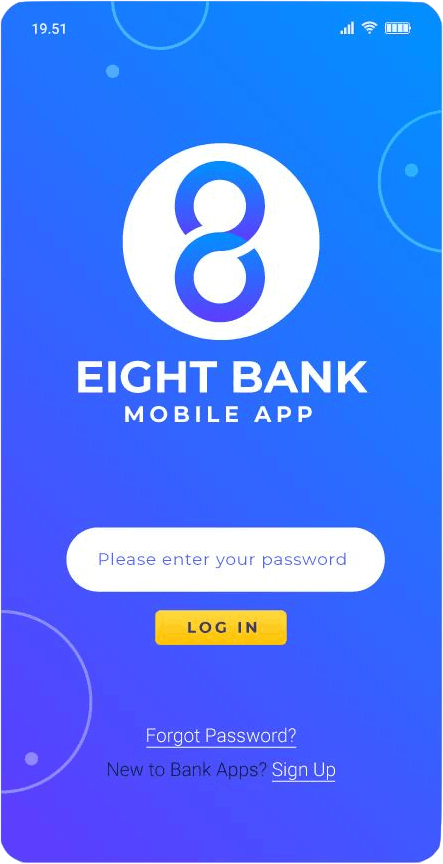 19.51
EIGHT BANK
MOBILE APP
Please enter your password
LOG IN
Forgot Password?
New to Bank Apps? Sign Up